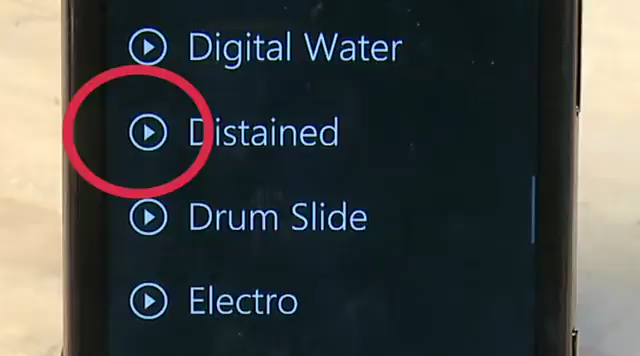 Digital Water
Distained
Drum Slide
Electro